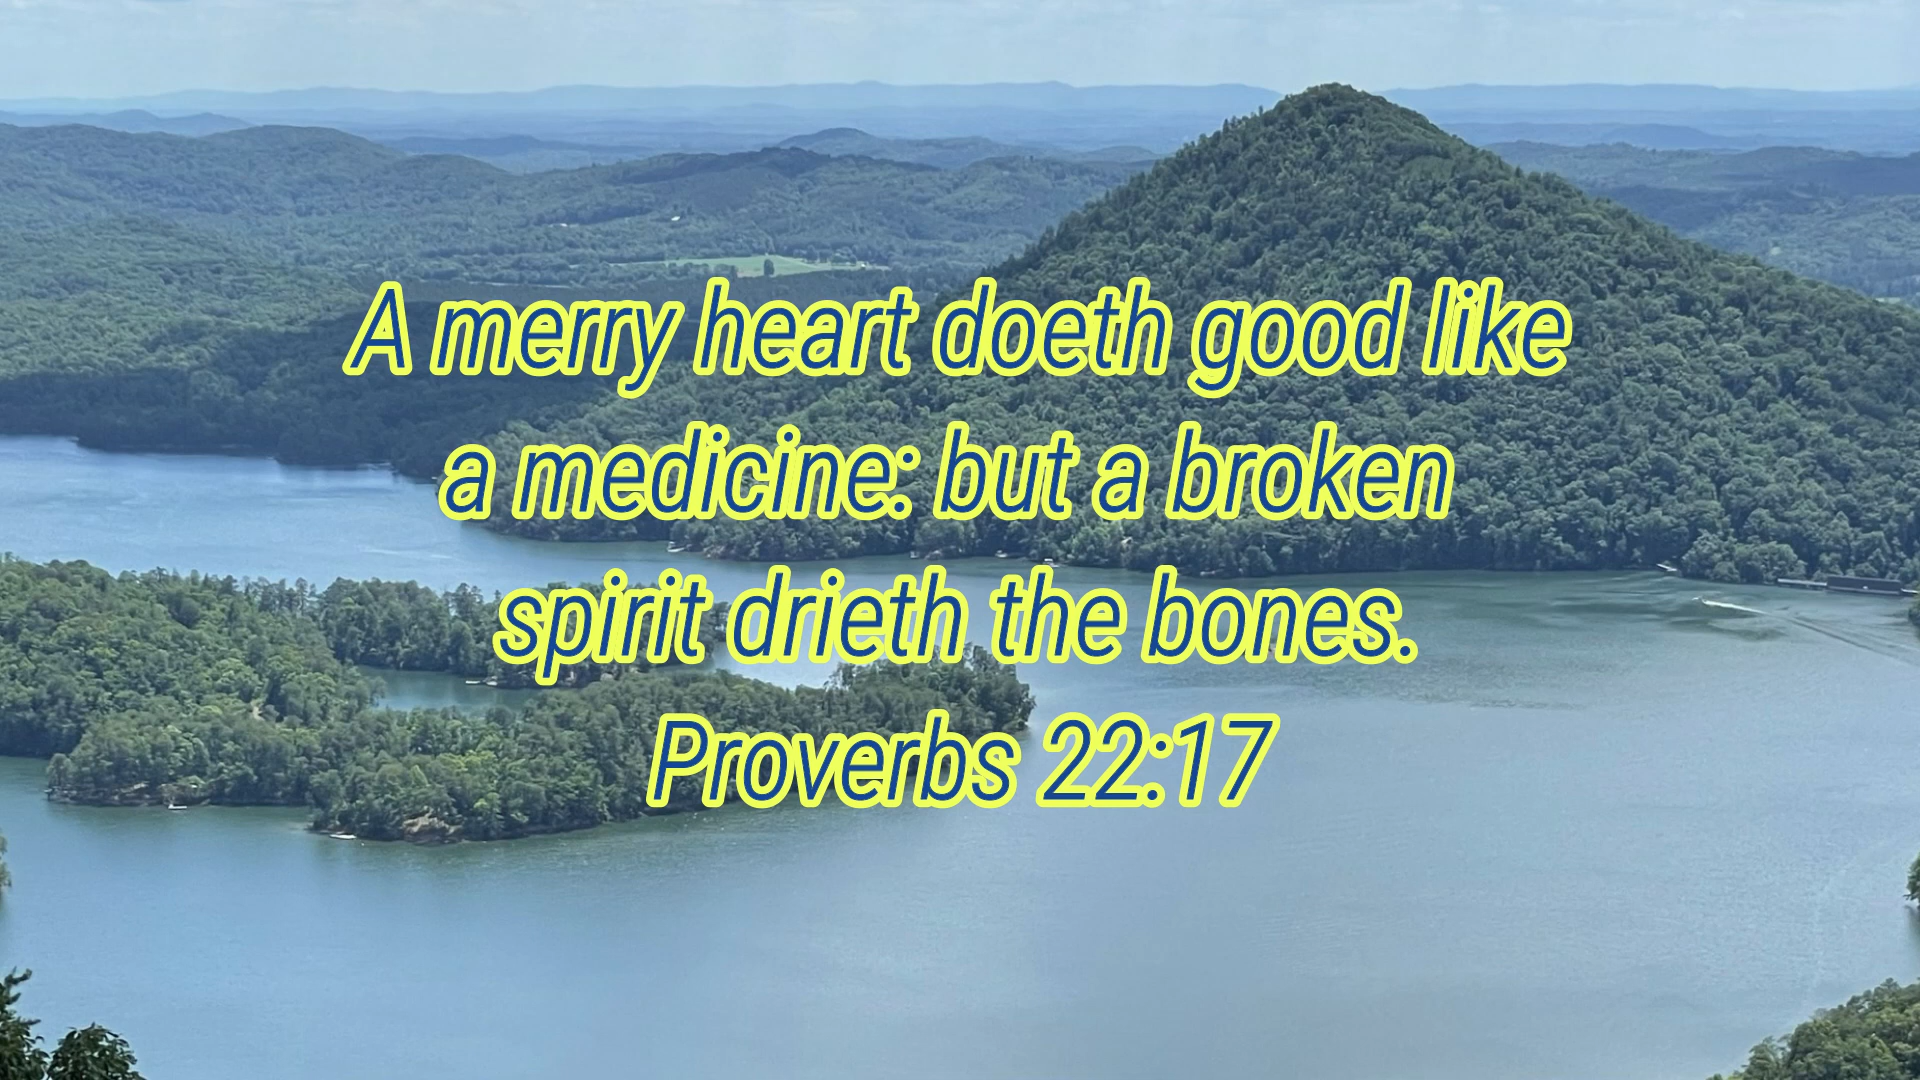 A merry heart doeth good like
a medicine: but a broken
spirit drieth the bones.
Proverbs 22:17